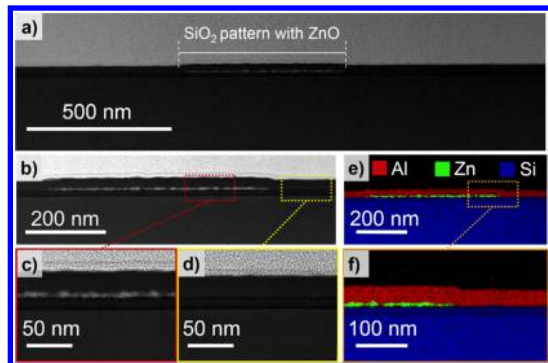 a)
SiO₂ pattern with ZnO
500 nm
b)
200 nm
e)
Al
Zn
Si
200 nm
c)
50 nm
d)
50 nm
f)
100 nm